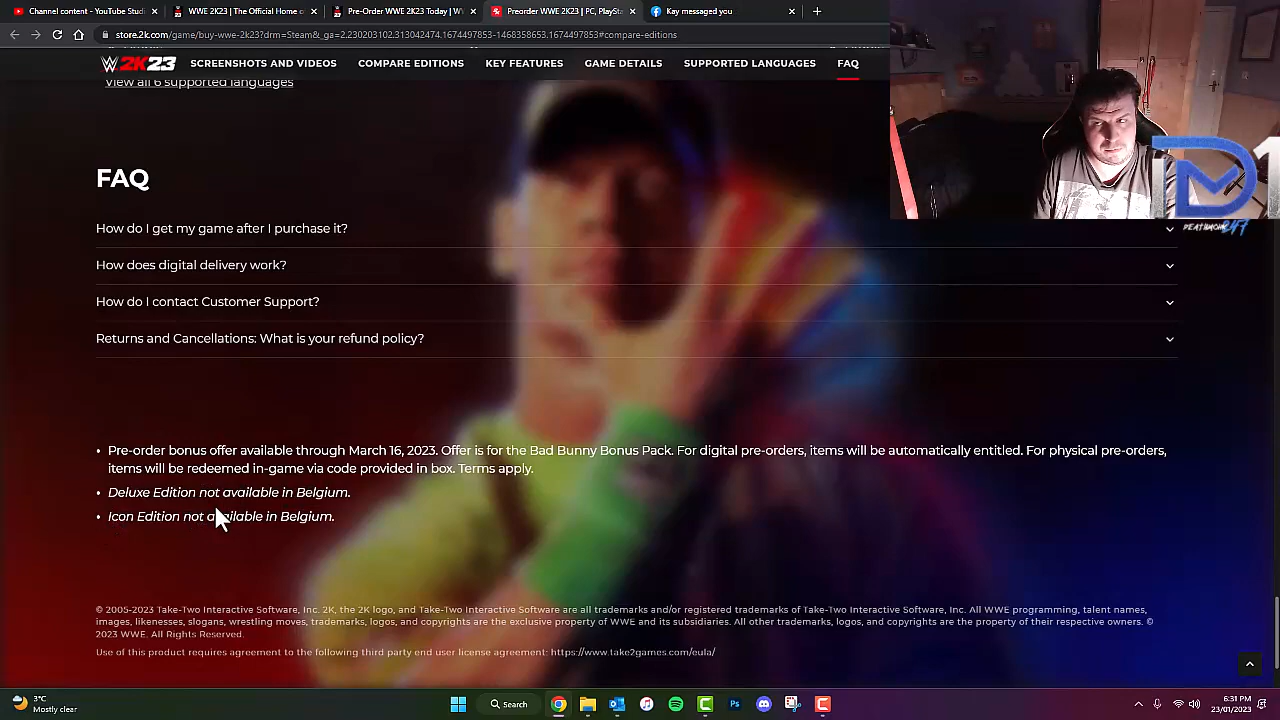 Channel content - YouTube St
WWE 2K23 | The Official Home o
Pre-Order WWE 2K23 Today | W
Preorder WWE 2K23 | PC, PlaySt
Kay messaged you
store.2k.com/game/buy-wwe-2k23?drm=Steam&_ga=2.230203102.313042474.1674497853-1468358653.1674497853#compare-editions
WWE 2K23 SCREENSHOTS AND VIDEOS COMPARE EDITIONS KEY FEATURES GAME DETAILS SUPPORTED LANGUAGES FAQ
View all 6 supported languages
DEATHMONK 247
FAQ
How do I get my game after I purchase it?
How does digital delivery work?
How do I contact Customer Support?
Returns and Cancellations: What is your refund policy?
• Pre-order bonus offer available through March 16, 2023. Offer is for the Bad Bunny Bonus Pack. For digital pre-orders, items will be automatically entitled. For physical pre-orders,
items will be redeemed in-game via code provided in box. Terms apply.
• Deluxe Edition not available in Belgium.
• Icon Edition not available in Belgium.
© 2005-2023 Take-Two Interactive Software, Inc. 2K, the 2K logo, and Take-Two Interactive Software are all trademarks and/or registered trademarks of Take-Two Interactive Software, Inc. All WWE programming, talent names,
images, likenesses, slogans, wrestling moves, trademarks, logos, and copyrights are the exclusive property of WWE and its subsidiaries. All other trademarks, logos, and copyrights are the property of their respective owners. ©
2023 WWE. All Rights Reserved.
Use of this product requires agreement to the following third party end user license agreement: https://www.take2games.com/eula/
3°C
Mostly clear
Search
6:31 PM
23/01/2023